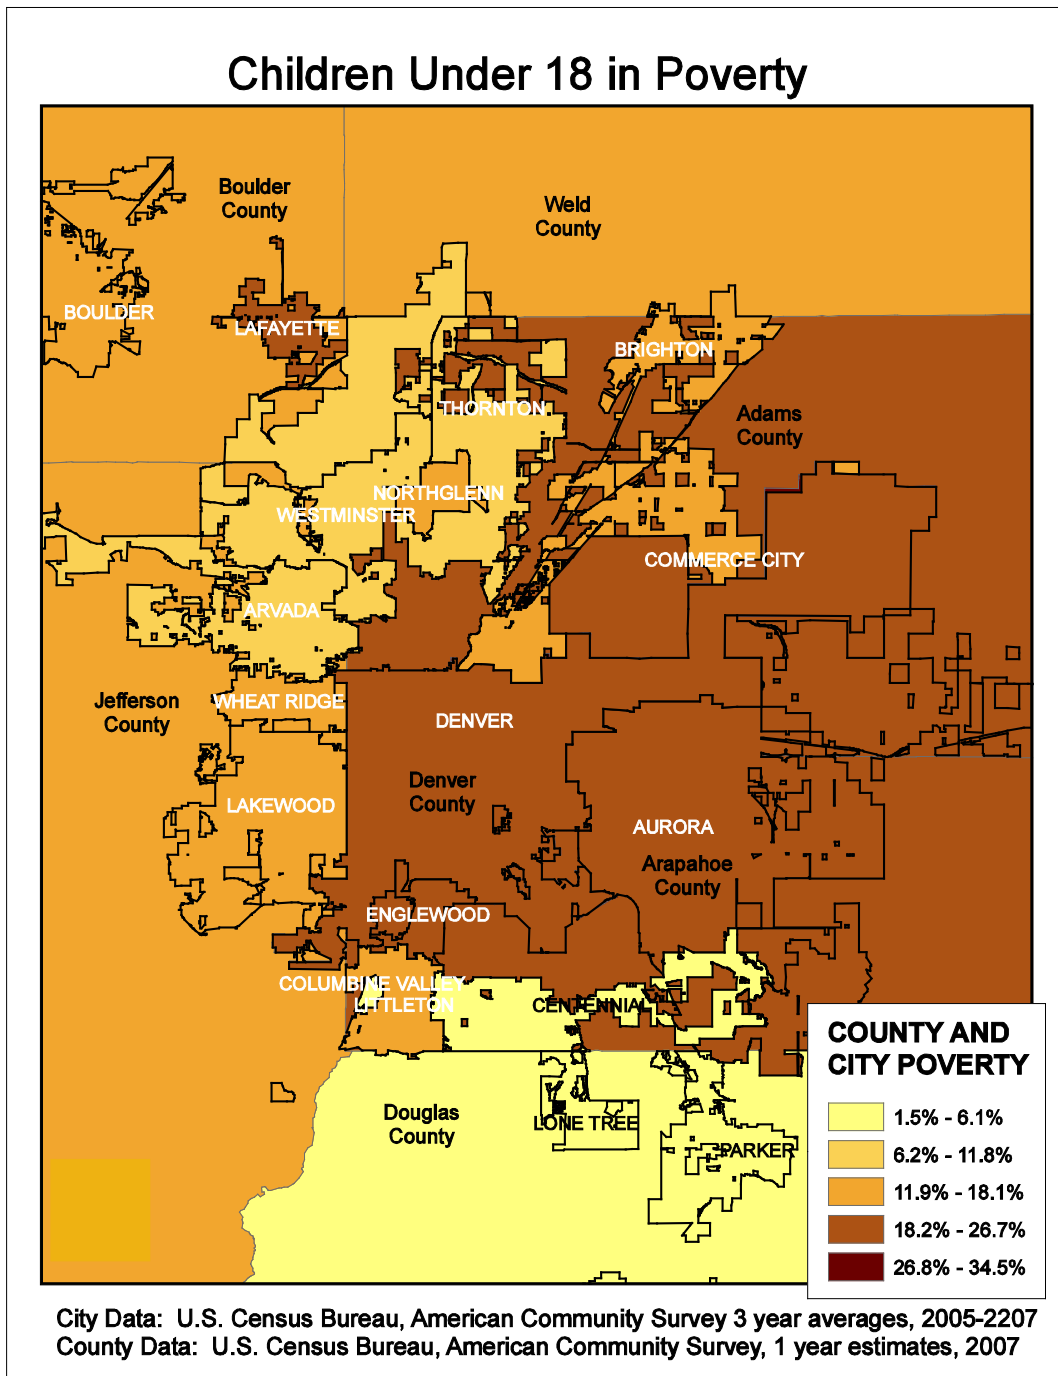 Children Under 18 in Poverty
Boulder
County
Weld
County
BOULDER
LAFAYETTE
BRIGHTON
THORNTON
Adams
County
NORTHGLENN
WESTMINSTER
COMMERCE CITY
ARVADA
Jefferson
County
WHEAT RIDGE
DENVER
Denver
County
LAKEWOOD
AURORA
Arapahoe
County
ENGLEWOOD
COLUMBINE VALLEY
LITTLETON
CENTENNIAL
Douglas
County
LONE TREE
PARKER
COUNTY AND
CITY POVERTY
1.5% - 6.1%
6.2% - 11.8%
11.9% - 18.1%
18.2% - 26.7%
26.8% - 34.5%
City Data: U.S. Census Bureau, American Community Survey 3 year averages, 2005-2207
County Data: U.S. Census Bureau, American Community Survey, 1 year estimates, 2007